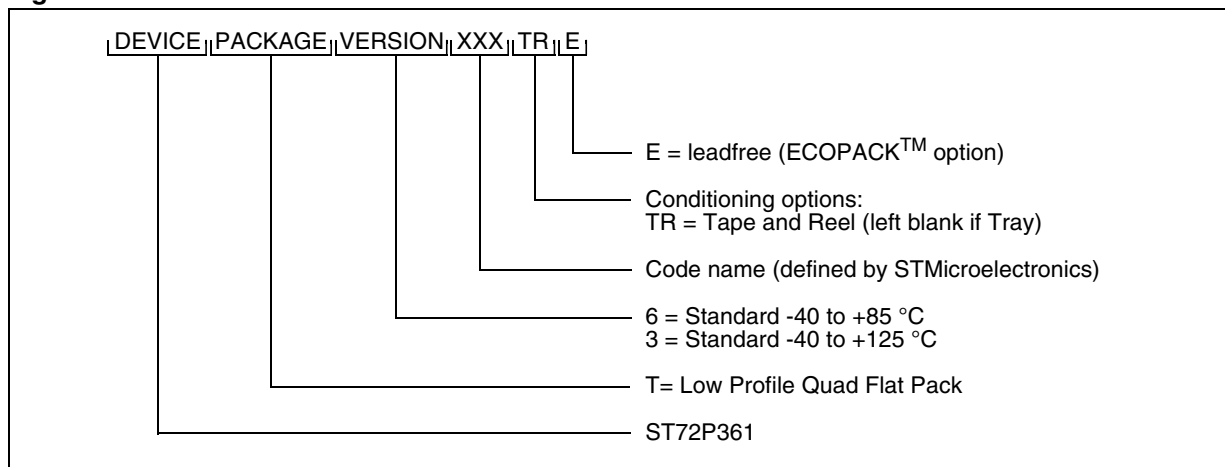 DEVICE PACKAGE VERSION XXX TR E
E = leadfree (ECOPACK™ option)
Conditioning options:
TR = Tape and Reel (left blank if Tray)
Code name (defined by STMicroelectronics)
6 = Standard -40 to +85 °C
3 = Standard -40 to +125 °C
T= Low Profile Quad Flat Pack
ST72P361